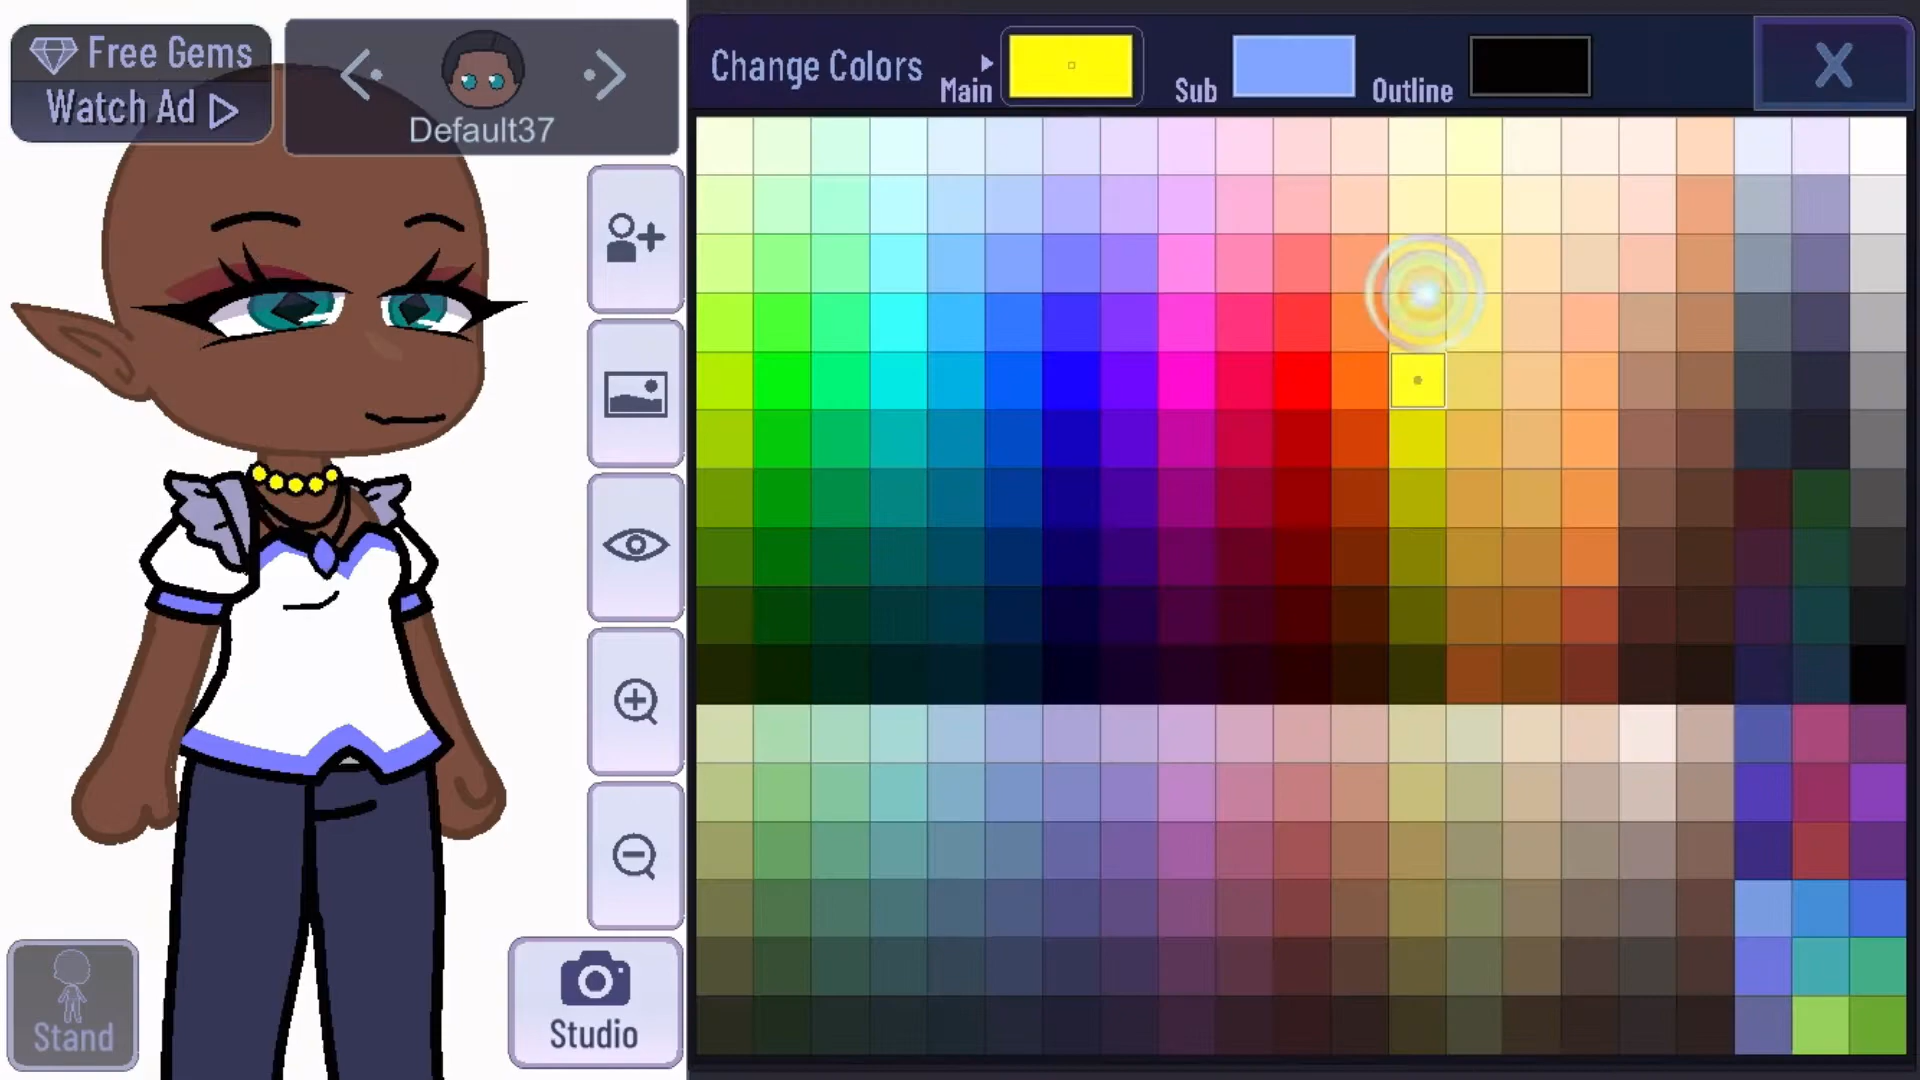 Free Gems
Watch Ad
Default37
Change Colors
Main
Sub
Outline
X
Stand
Studio